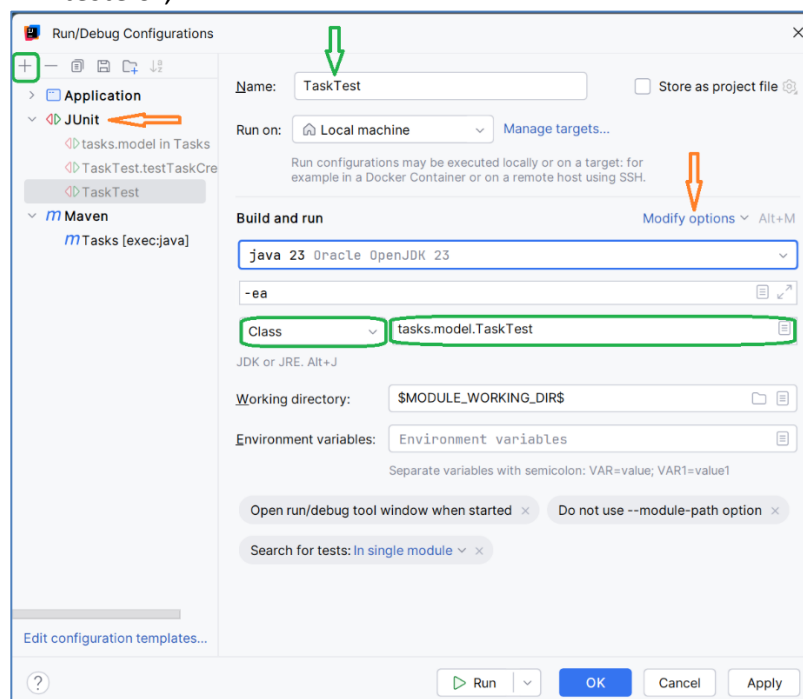 Run/Debug Configurations
Name: TaskTest Store as project file
Application
JUnit
Run on: Local machine Manage targets...
tasks.model in Tasks
Run configurations may be executed locally or on a target: for
TaskTest.testTaskCre
example in a Docker Container or on a remote host using SSH.
TaskTest
Maven
Build and run Modify options Alt+M
Tasks [exec:java]
java 23 Oracle OpenJDK 23
-ea
Class tasks.model.TaskTest
JDK or JRE. Alt+J
Working directory: $MODULE_WORKING_DIR$
Environment variables: Environment variables
Separate variables with semicolon: VAR=value; VAR1=value1
Open run/debug tool window when started × Do not use --module-path option ×
Search for tests: In single module ×
Edit configuration templates...
? Run OK Cancel Apply